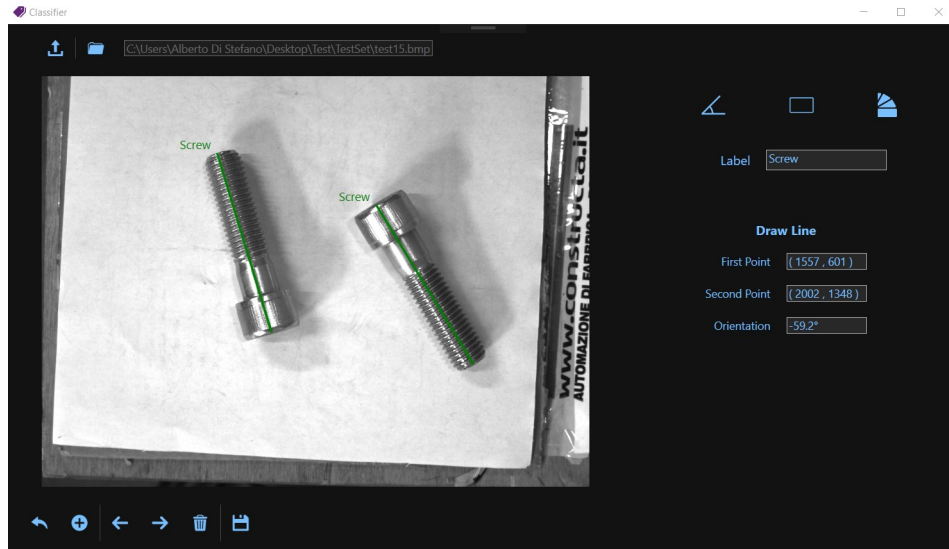 Classifier
C:\Users\Alberto Di Stefano\Desktop\Test\TestSet\test15.bmp
Screw
Screw
www.constructa.it
AUTOMAZIONE DI FABBRICA
Label Screw
Draw Line
First Point ( 1557 , 601 )
Second Point ( 2002 , 1348 )
Orientation -59.2°